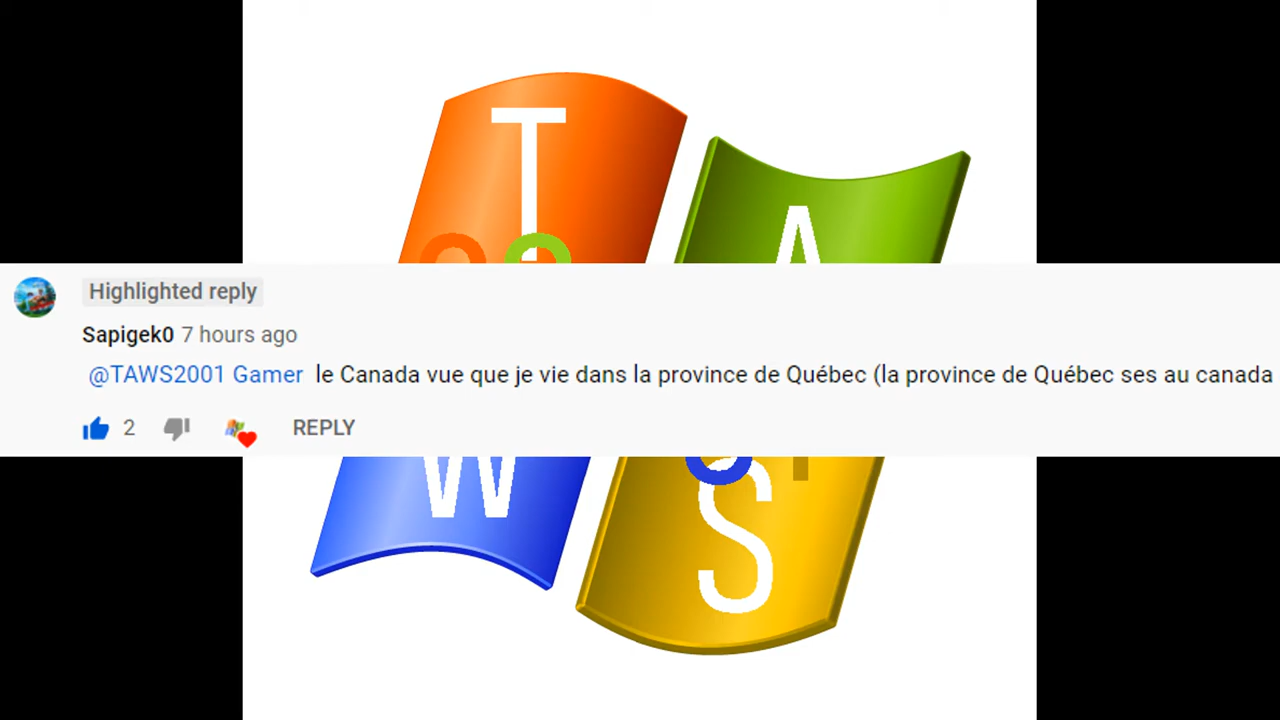 T
A
Highlighted reply
Sapigek0 7 hours ago
@TAWS2001 Gamer le Canada vue que je vie dans la province de Québec (la province de Québec ses au canada
2 REPLY
W
S